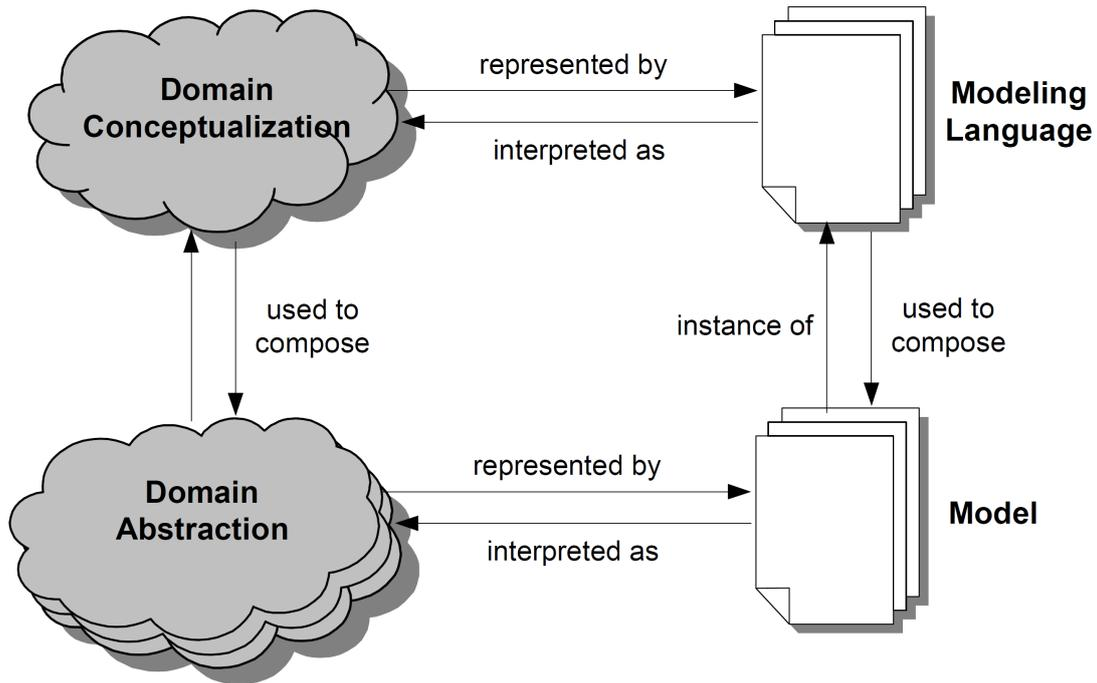 represented by
Domain
Conceptualization
Modeling
Language
interpreted as
used to
compose
instance of
used to
compose
represented by
Domain
Abstraction
Model
interpreted as